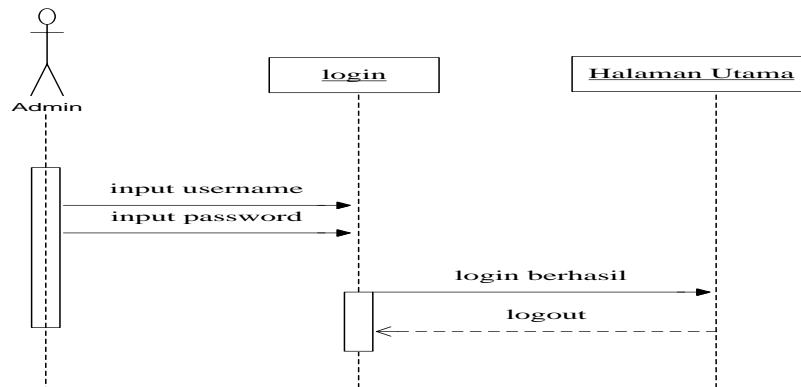 login
Halaman Utama
Admin
input username
input password
login berhasil
logout